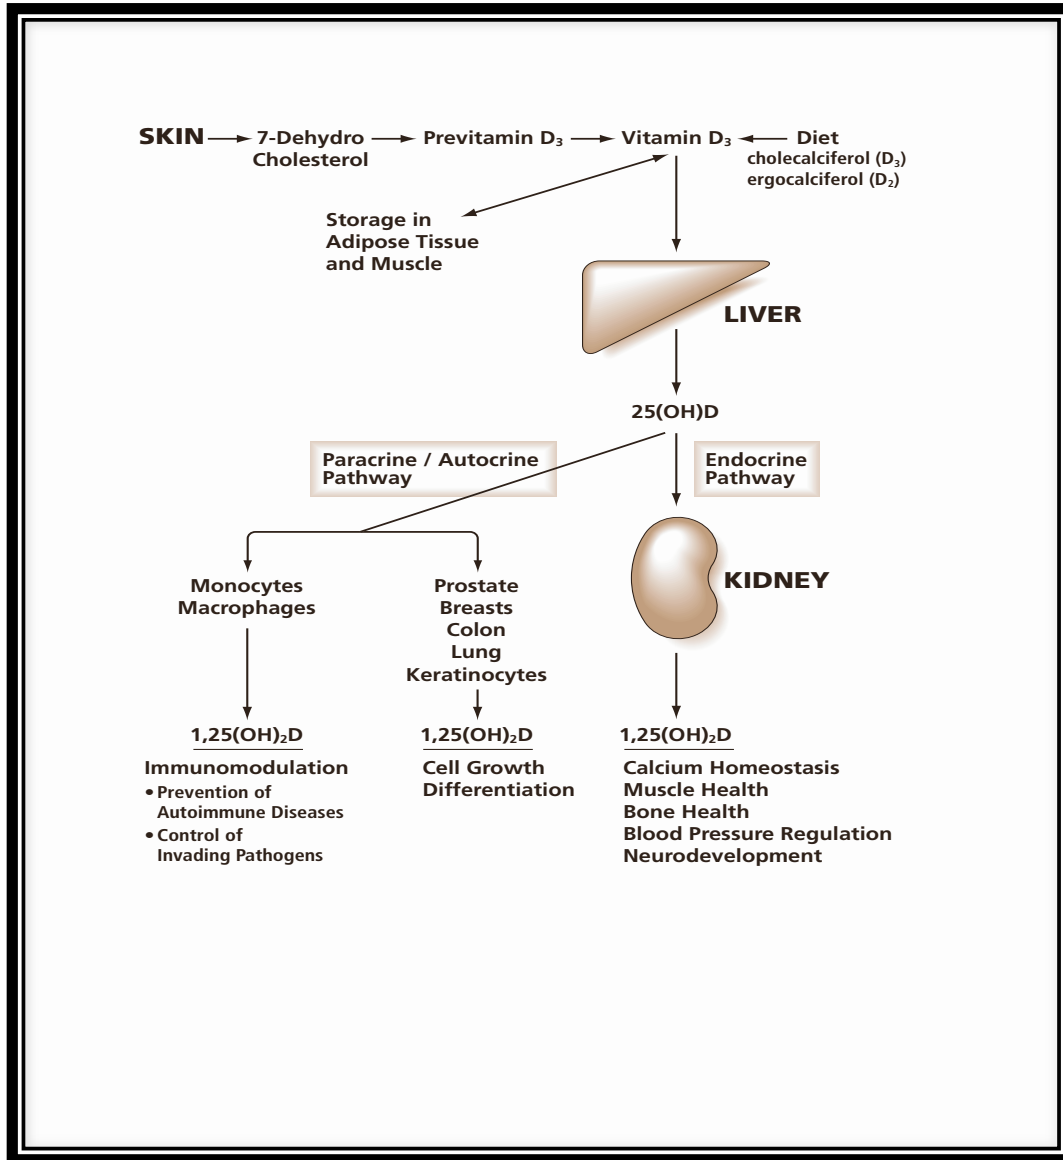 SKIN
7-Dehydro
Cholesterol
Previtamin D₃
Vitamin D₃
Diet
cholecalciferol (D₃)
ergocalciferol (D₂)
Storage in
Adipose Tissue
and Muscle
LIVER
25(OH)D
Paracrine / Autocrine
Pathway
Endocrine
Pathway
KIDNEY
Monocytes
Macrophages
Prostate
Breasts
Colon
Lung
Keratinocytes
1,25(OH)₂D
Immunomodulation
• Prevention of
Autoimmune Diseases
• Control of
Invading Pathogens
1,25(OH)₂D
Cell Growth
Differentiation
1,25(OH)₂D
Calcium Homeostasis
Muscle Health
Bone Health
Blood Pressure Regulation
Neurodevelopment